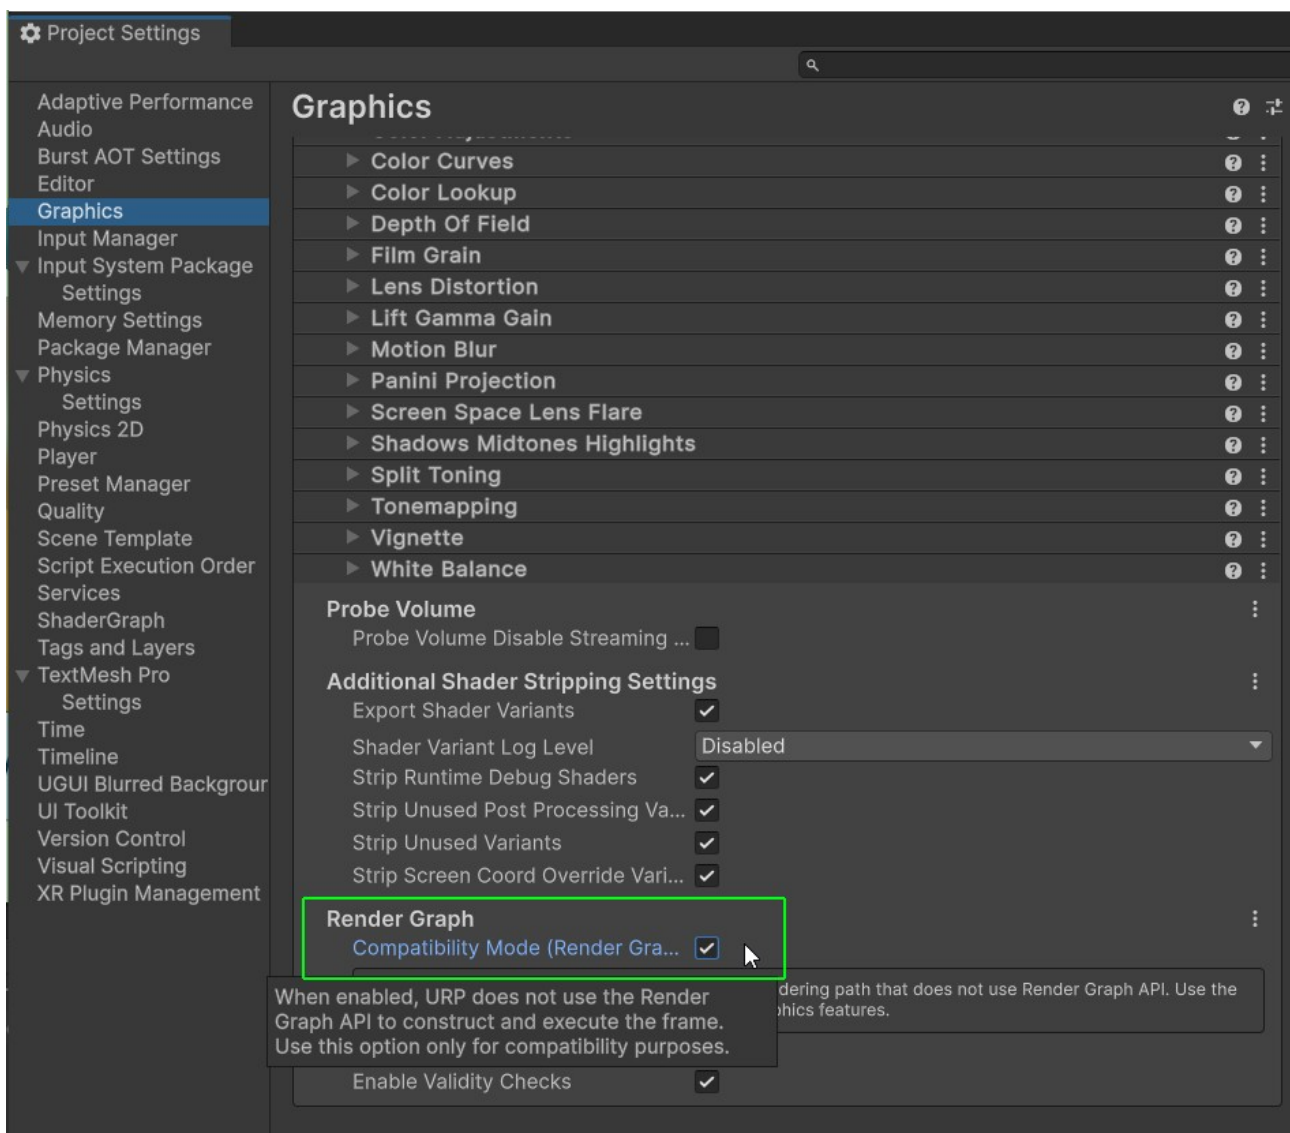 Project Settings
Adaptive Performance
Audio
Burst AOT Settings
Editor
Graphics
Input Manager
Input System Package
Settings
Memory Settings
Package Manager
Physics
Settings
Physics 2D
Player
Preset Manager
Quality
Scene Template
Script Execution Order
Services
ShaderGraph
Tags and Layers
TextMesh Pro
Settings
Time
Timeline
UGUI Blurred Backgroun
UI Toolkit
Version Control
Visual Scripting
XR Plugin Management
Graphics
Color Curves
Color Lookup
Depth Of Field
Film Grain
Lens Distortion
Lift Gamma Gain
Motion Blur
Panini Projection
Screen Space Lens Flare
Shadows Midtones Highlights
Split Toning
Tonemapping
Vignette
White Balance
Probe Volume
Probe Volume Disable Streaming ...
Additional Shader Stripping Settings
Export Shader Variants
Shader Variant Log Level Disabled
Strip Runtime Debug Shaders
Strip Unused Post Processing Va...
Strip Unused Variants
Strip Screen Coord Override Vari...
Render Graph
Compatibility Mode (Render Gra...
dering path that does not use Render Graph API. Use the
phics features.
When enabled, URP does not use the Render
Graph API to construct and execute the frame.
Use this option only for compatibility purposes.
Enable Validity Checks